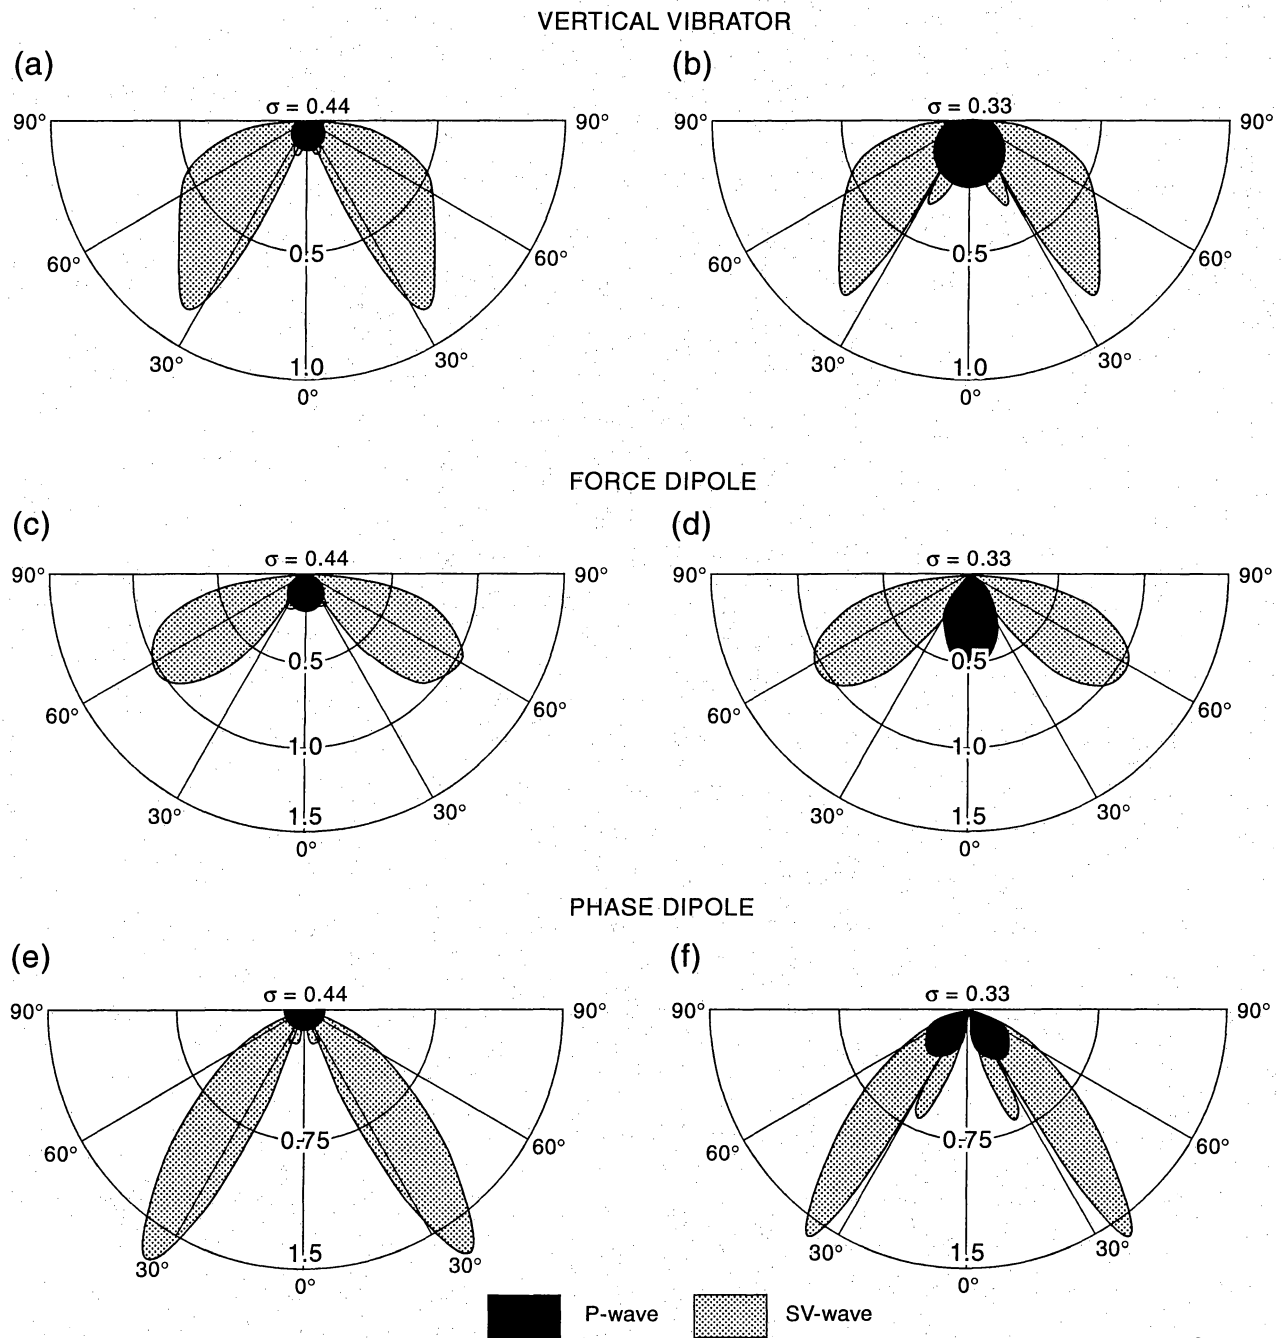 VERTICAL VIBRATOR
(a) (b)
σ = 0.44 σ = 0.33
90° 90° 90° 90°
0.5 0.5
60° 60° 60° 60°
30° 1.0 30° 30° 1.0 30°
0° 0°
FORCE DIPOLE
(c) (d)
σ = 0.44 σ = 0.33
90° 90° 90° 90°
0.5 0.5
60° 60° 60° 60°
1.0 1.0
30° 1.5 30° 30° 1.5 30°
0° 0°
PHASE DIPOLE
(e) (f)
σ = 0.44 σ = 0.33
90° 90° 90° 90°
0.75 0.75
60° 60° 60° 60°
30° 1.5 30° 30° 1.5 30°
0° 0°
P-wave SV-wave